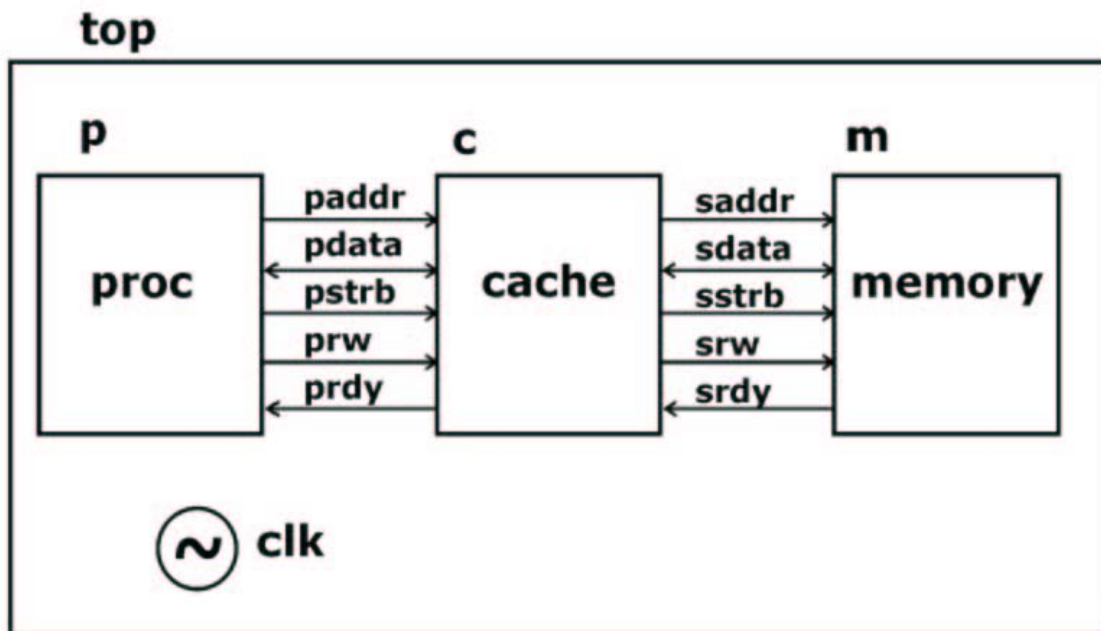 top
p
c
m
proc
paddr
pdata
pstrb
prw
prdy
cache
saddr
sdata
sstrb
srw
srdy
memory
clk